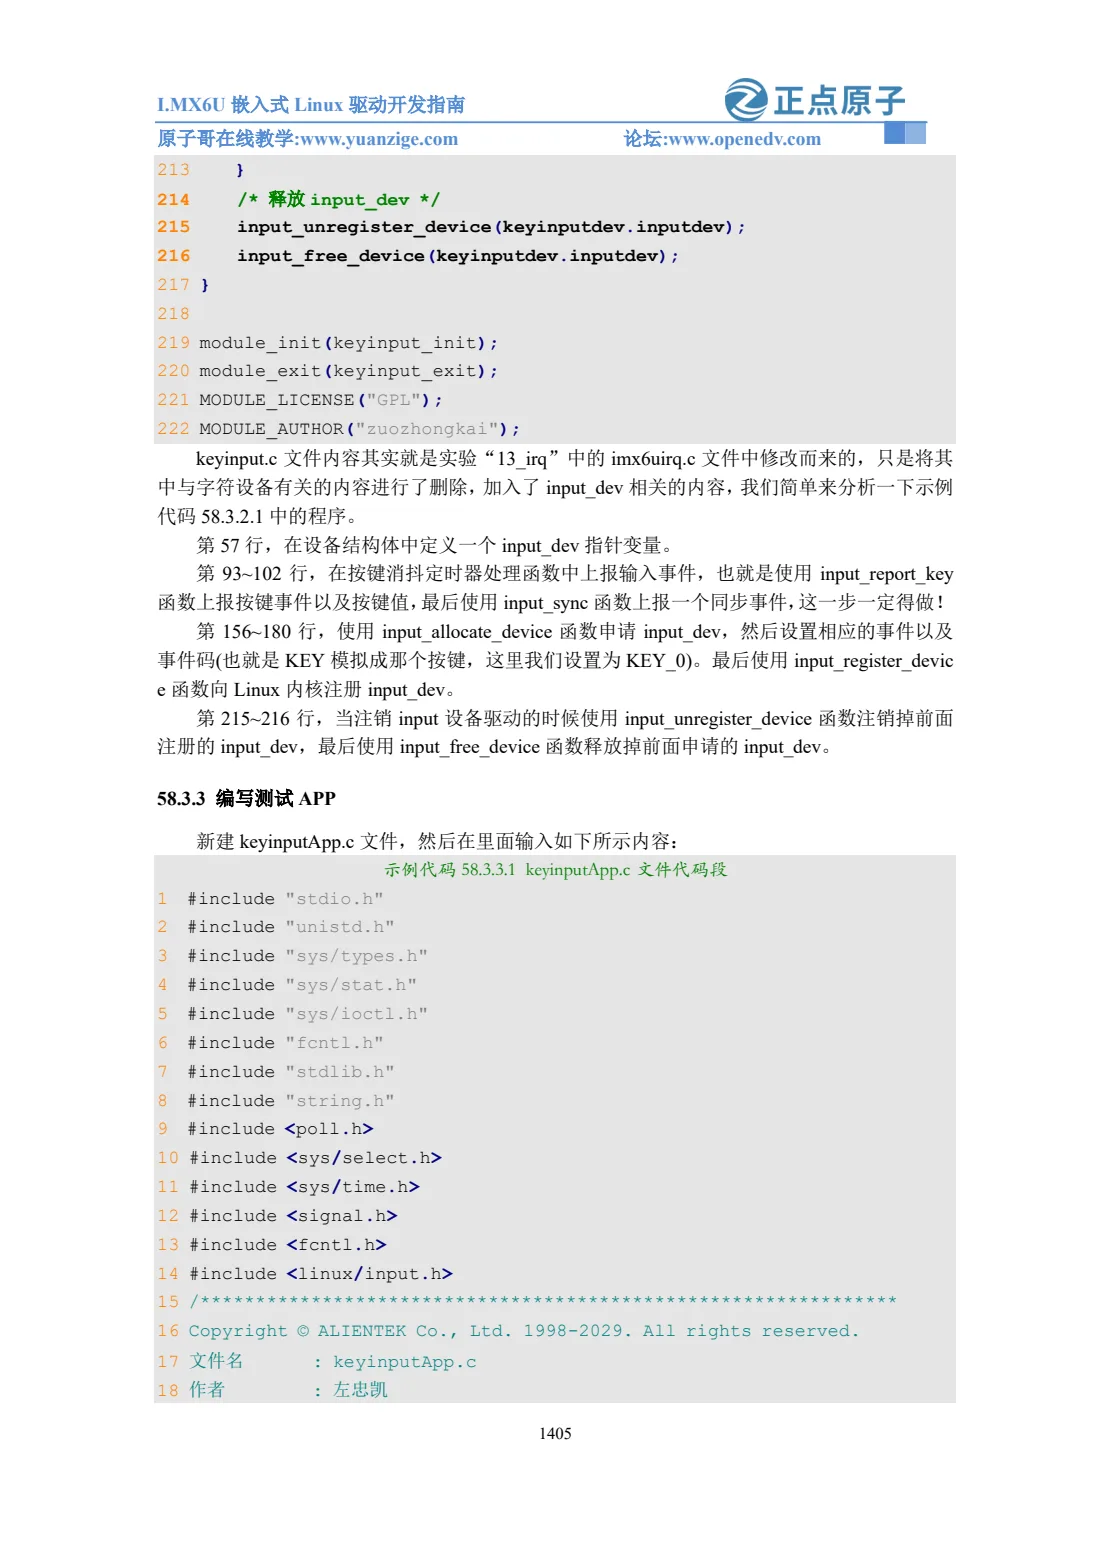 I.MX6U 嵌入式 Linux 驱动开发指南
正点原子
原子哥在线教学:www.yuanzige.com 论坛:www.openedv.com
213     }
214     /* 释放 input_dev */
215     input_unregister_device(keyinputdev.inputdev);
216     input_free_device(keyinputdev.inputdev);
217 }
218
219 module_init(keyinput_init);
220 module_exit(keyinput_exit);
221 MODULE_LICENSE("GPL");
222 MODULE_AUTHOR("zuozhongkai");
keyinput.c 文件内容其实就是实验“13_irq”中的 imx6uirq.c 文件中修改而来的，只是将其
中与字符设备有关的内容进行了删除，加入了 input_dev 相关的内容，我们简单来分析一下示例
代码 58.3.2.1 中的程序。
第 57 行，在设备结构体中定义一个 input_dev 指针变量。
第 93~102 行，在按键消抖定时器处理函数中上报输入事件，也就是使用 input_report_key
函数上报按键事件以及按键值，最后使用 input_sync 函数上报一个同步事件，这一步一定得做！
第 156~180 行，使用 input_allocate_device 函数申请 input_dev，然后设置相应的事件以及
事件码(也就是 KEY 模拟成那个按键，这里我们设置为 KEY_0)。最后使用 input_register_devic
e 函数向 Linux 内核注册 input_dev。
第 215~216 行，当注销 input 设备驱动的时候使用 input_unregister_device 函数注销掉前面
注册的 input_dev，最后使用 input_free_device 函数释放掉前面申请的 input_dev。
58.3.3 编写测试 APP
新建 keyinputApp.c 文件，然后在里面输入如下所示内容：
示例代码 58.3.3.1 keyinputApp.c 文件代码段
1  #include "stdio.h"
2  #include "unistd.h"
3  #include "sys/types.h"
4  #include "sys/stat.h"
5  #include "sys/ioctl.h"
6  #include "fcntl.h"
7  #include "stdlib.h"
8  #include "string.h"
9  #include <poll.h>
10 #include <sys/select.h>
11 #include <sys/time.h>
12 #include <signal.h>
13 #include <fcntl.h>
14 #include <linux/input.h>
15 /***************************************************************
16 Copyright © ALIENTEK Co., Ltd. 1998-2029. All rights reserved.
17 文件名      : keyinputApp.c
18 作者        : 左忠凯
1405